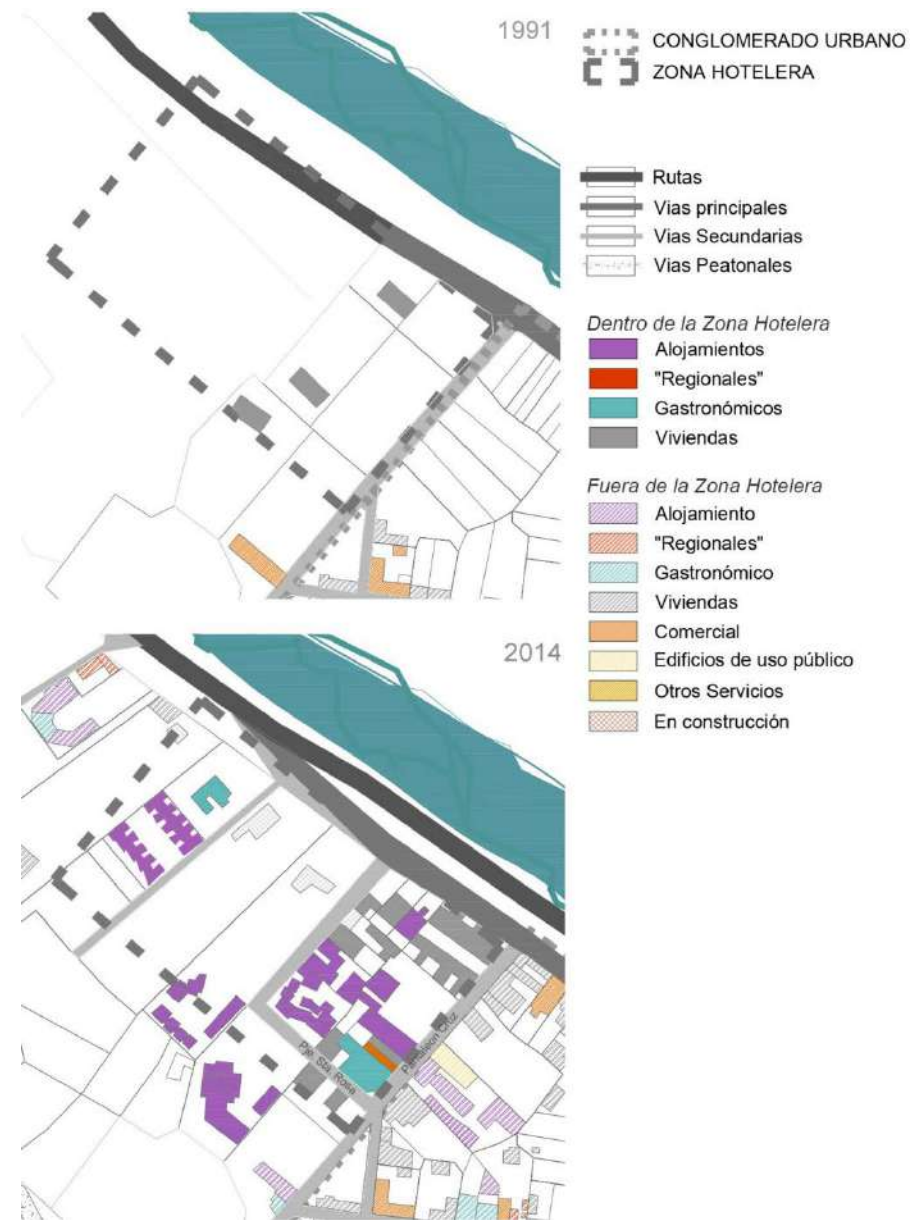 1991
CONGLOMERADO URBANO
ZONA HOTELERA
Rutas
Vias principales
Vias Secundarias
Vias Peatonales
Dentro de la Zona Hotelera
Alojamientos
"Regionales"
Gastronómicos
Viviendas
Fuera de la Zona Hotelera
Alojamiento
"Regionales"
Gastronómico
Viviendas
Comercial
Edificios de uso público
Otros Servicios
En construcción
2014
Pje. Sta. Rosa
Pantaleón Cruz